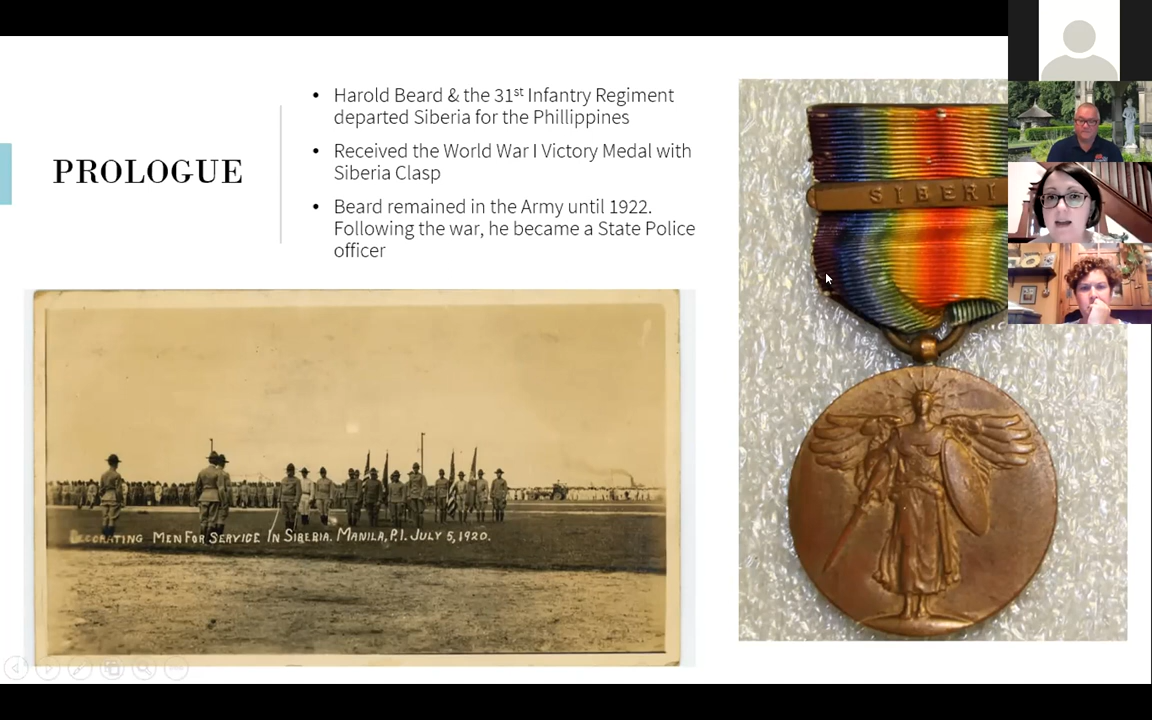 PROLOGUE
• Harold Beard & the 31st Infantry Regiment
departed Siberia for the Phillippines
• Received the World War I Victory Medal with
Siberia Clasp
• Beard remained in the Army until 1922.
Following the war, he became a State Police
officer
SIBERI
DECORATING MEN FOR SERVICE IN SIBERIA. MANILA, P.I. JULY 5, 1920.